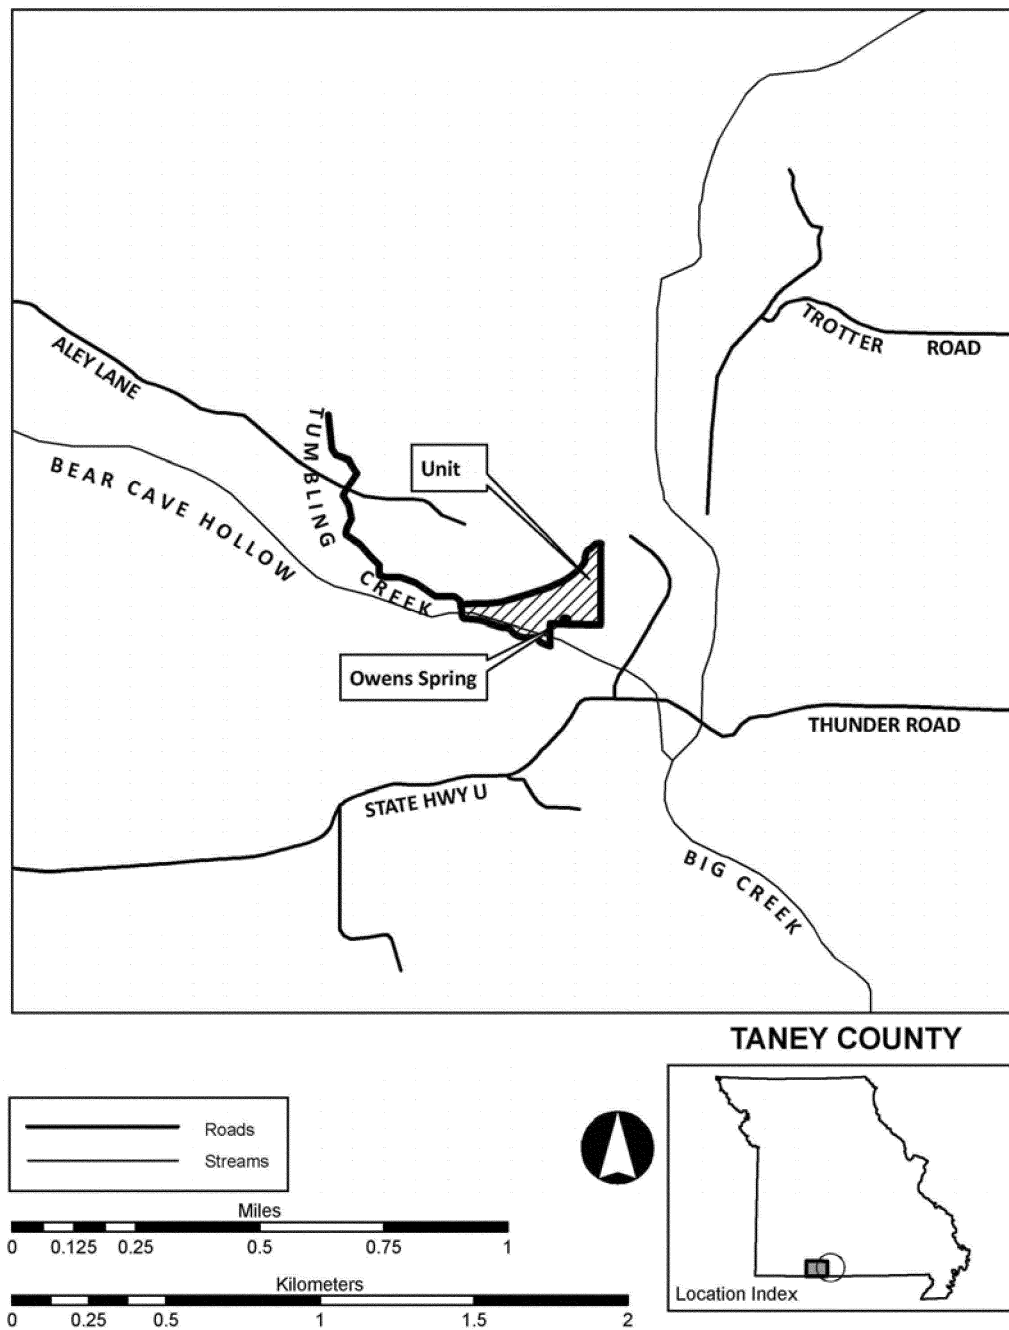 TROTTER ROAD
ALEY LANE
TUMBLING
CREEK
BEAR CAVE HOLLOW
Unit
Owens Spring
THUNDER ROAD
STATE HWY U
BIG CREEK
TANEY COUNTY
Roads
Streams
Miles
0 0.125 0.25 0.5 0.75 1
Kilometers
0 0.25 0.5 1 1.5 2
Location Index